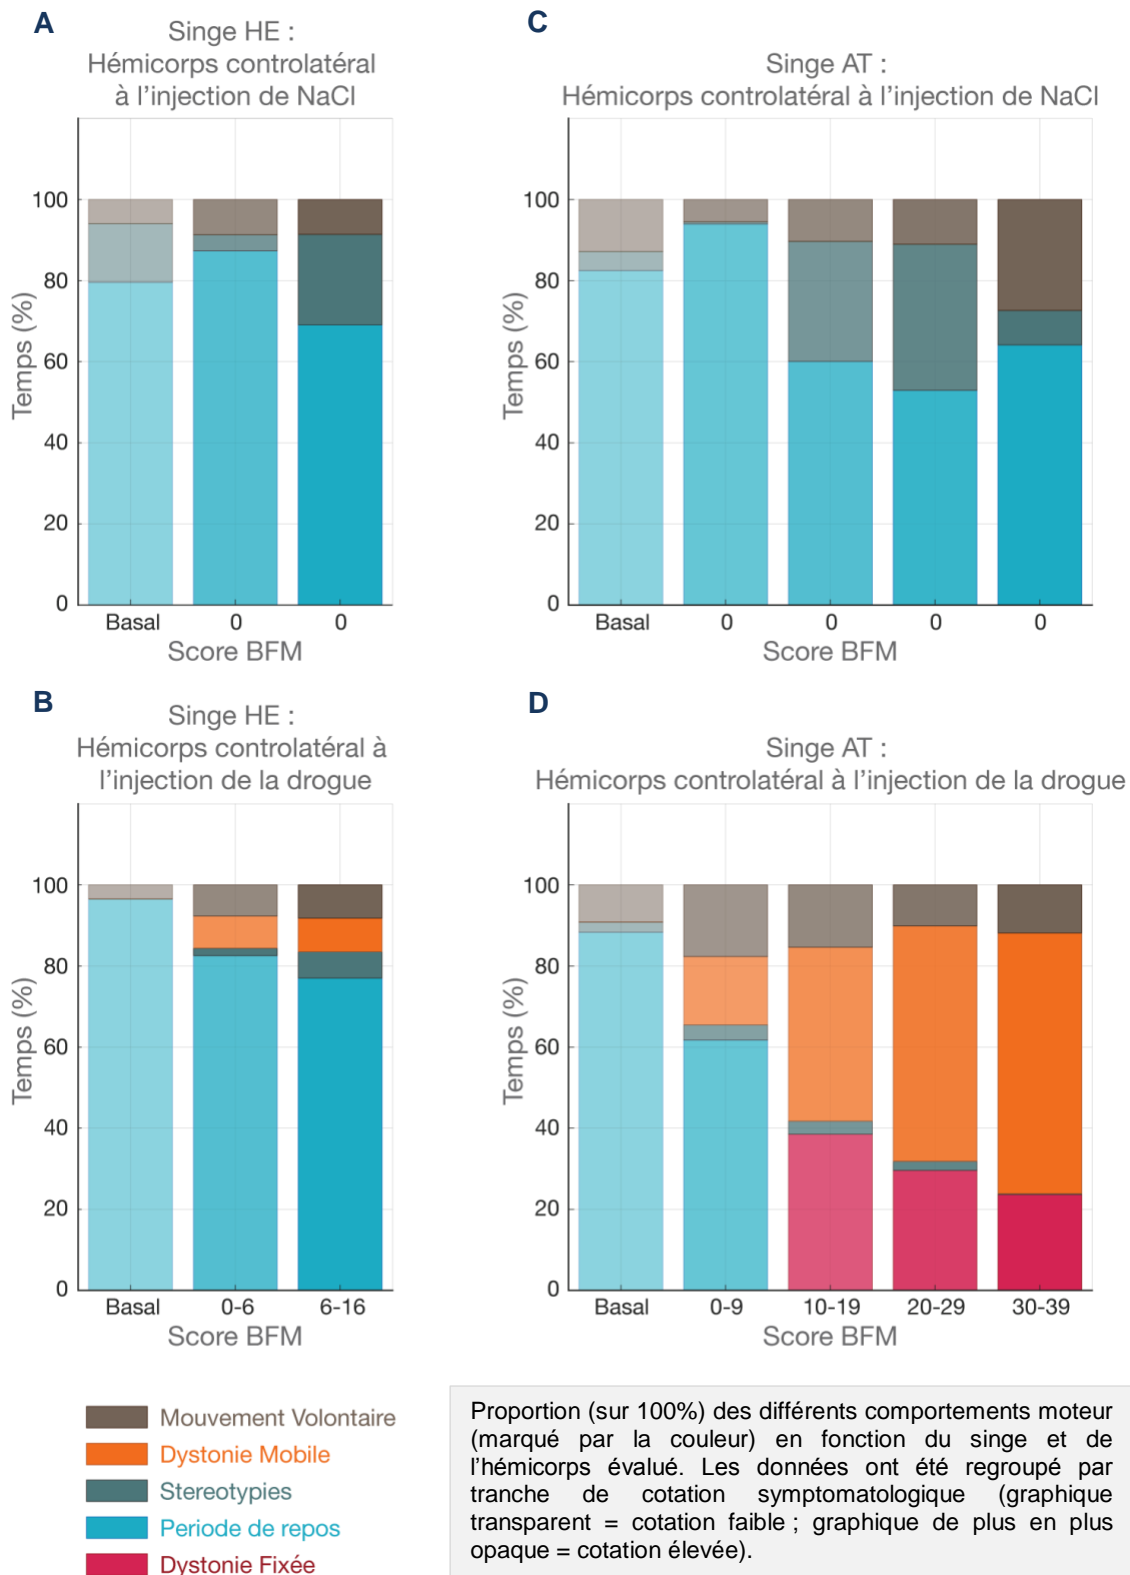 A
Singe HE :
Hémicorps controlatéral
à l'injection de NaCl
100
80
60
40
20
0
Temps (%)
Basal 0 0
Score BFM
C
Singe AT :
Hémicorps controlatéral à l'injection de NaCl
100
80
60
40
20
0
Temps (%)
Basal 0 0 0 0
Score BFM
B
Singe HE :
Hémicorps controlatéral à
l'injection de la drogue
100
80
60
40
20
0
Temps (%)
Basal 0-6 6-16
Score BFM
D
Singe AT :
Hémicorps controlatéral à l'injection de la drogue
100
80
60
40
20
0
Temps (%)
Basal 0-9 10-19 20-29 30-39
Score BFM
Mouvement Volontaire
Dystonie Mobile
Stereotypies
Periode de repos
Dystonie Fixée
Proportion (sur 100%) des différents comportements moteur
(marqué par la couleur) en fonction du singe et de
l'hémicorps évalué. Les données ont été regroupé par
tranche de cotation symptomatologique (graphique
transparent = cotation faible ; graphique de plus en plus
opaque = cotation élevée).